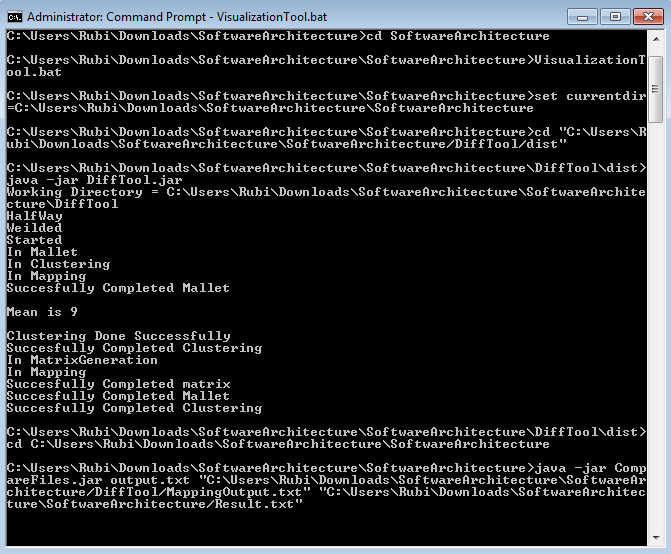 Administrator: Command Prompt - VisualizationTool.bat
C:\Users\Rubi\Downloads\SoftwareArchitecture>cd SoftwareArchitecture
C:\Users\Rubi\Downloads\SoftwareArchitecture\SoftwareArchitecture>VisualizationT
ool.bat
C:\Users\Rubi\Downloads\SoftwareArchitecture\SoftwareArchitecture>set currentdir
=C:\Users\Rubi\Downloads\SoftwareArchitecture\SoftwareArchitecture
C:\Users\Rubi\Downloads\SoftwareArchitecture\SoftwareArchitecture>cd "C:\Users\R
ubi\Downloads\SoftwareArchitecture\SoftwareArchitecture/DiffTool/dist"
C:\Users\Rubi\Downloads\SoftwareArchitecture\SoftwareArchitecture\DiffTool\dist>
java -jar DiffTool.jar
Working Directory = C:\Users\Rubi\Downloads\SoftwareArchitecture\SoftwareArchite
cture\DiffTool
HalfWay
Weilded
Started
In Mallet
In Clustering
In Mapping
Succesfully Completed Mallet
Mean is 9
Clustering Done Successfully
Succesfully Completed Clustering
In MatrixGeneration
In Mapping
Succesfully Completed matrix
Succesfully Completed Mallet
Succesfully Completed Clustering
C:\Users\Rubi\Downloads\SoftwareArchitecture\SoftwareArchitecture\DiffTool\dist>
cd C:\Users\Rubi\Downloads\SoftwareArchitecture\SoftwareArchitecture
C:\Users\Rubi\Downloads\SoftwareArchitecture\SoftwareArchitecture>java -jar Comp
areFiles.jar output.txt "C:\Users\Rubi\Downloads\SoftwareArchitecture\SoftwareAr
chitecture/DiffTool/MappingOutput.txt" "C:\Users\Rubi\Downloads\SoftwareArchitec
ture\SoftwareArchitecture/Result.txt"